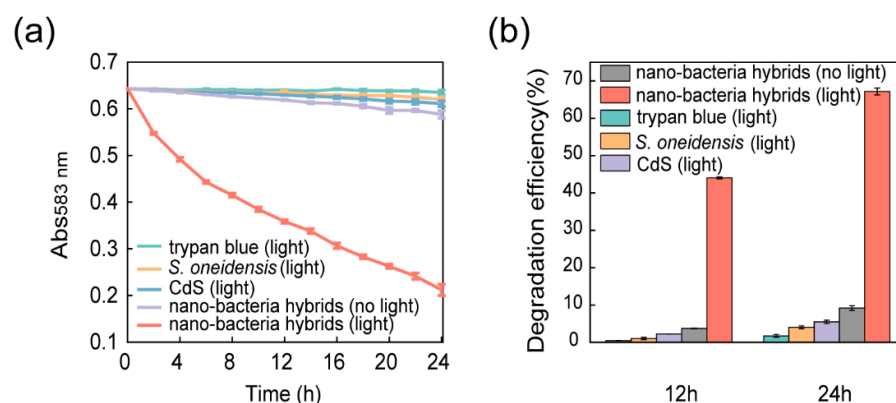 (a)
0.7
0.6
0.5
0.4
0.3
0.2
0.1
Abs583 nm
trypan blue (light)
S. oneidensis (light)
CdS (light)
nano-bacteria hybrids (no light)
nano-bacteria hybrids (light)
0 4 8 12 16 20 24
Time (h)
(b)
70
60
50
40
30
20
10
0
Degradation efficiency(%)
nano-bacteria hybrids (no light)
nano-bacteria hybrids (light)
trypan blue (light)
S. oneidensis (light)
CdS (light)
12h 24h